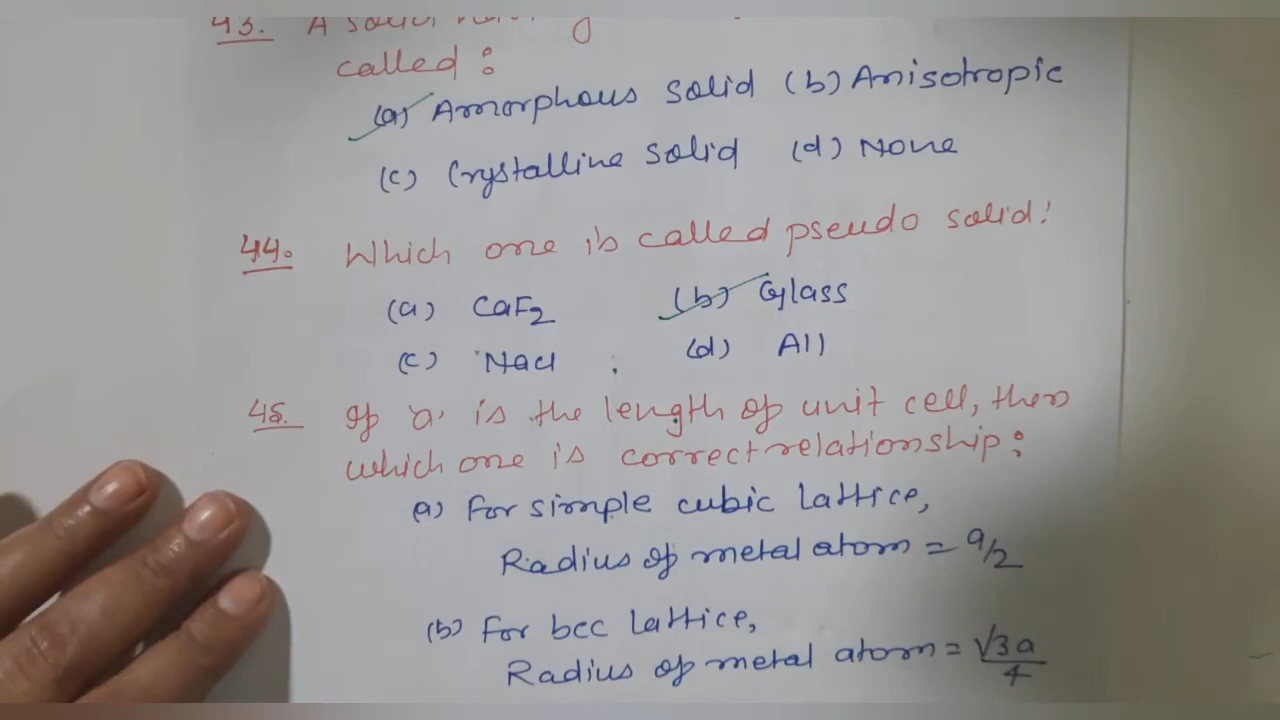 43. A solid
called :
(a) Amorphous solid (b) Anisotropic
(c) Crystalline solid (d) None
44. Which one is called pseudo solid:
(a) CaF2 (b) Glass
(c) NaCl (d) All
45. If 'a' is the length of unit cell, then
which one is correct relationship :
(a) For simple cubic lattice,
Radius of metal atom = a/2
(b) For bcc lattice,
Radius of metal atom = √3a/4